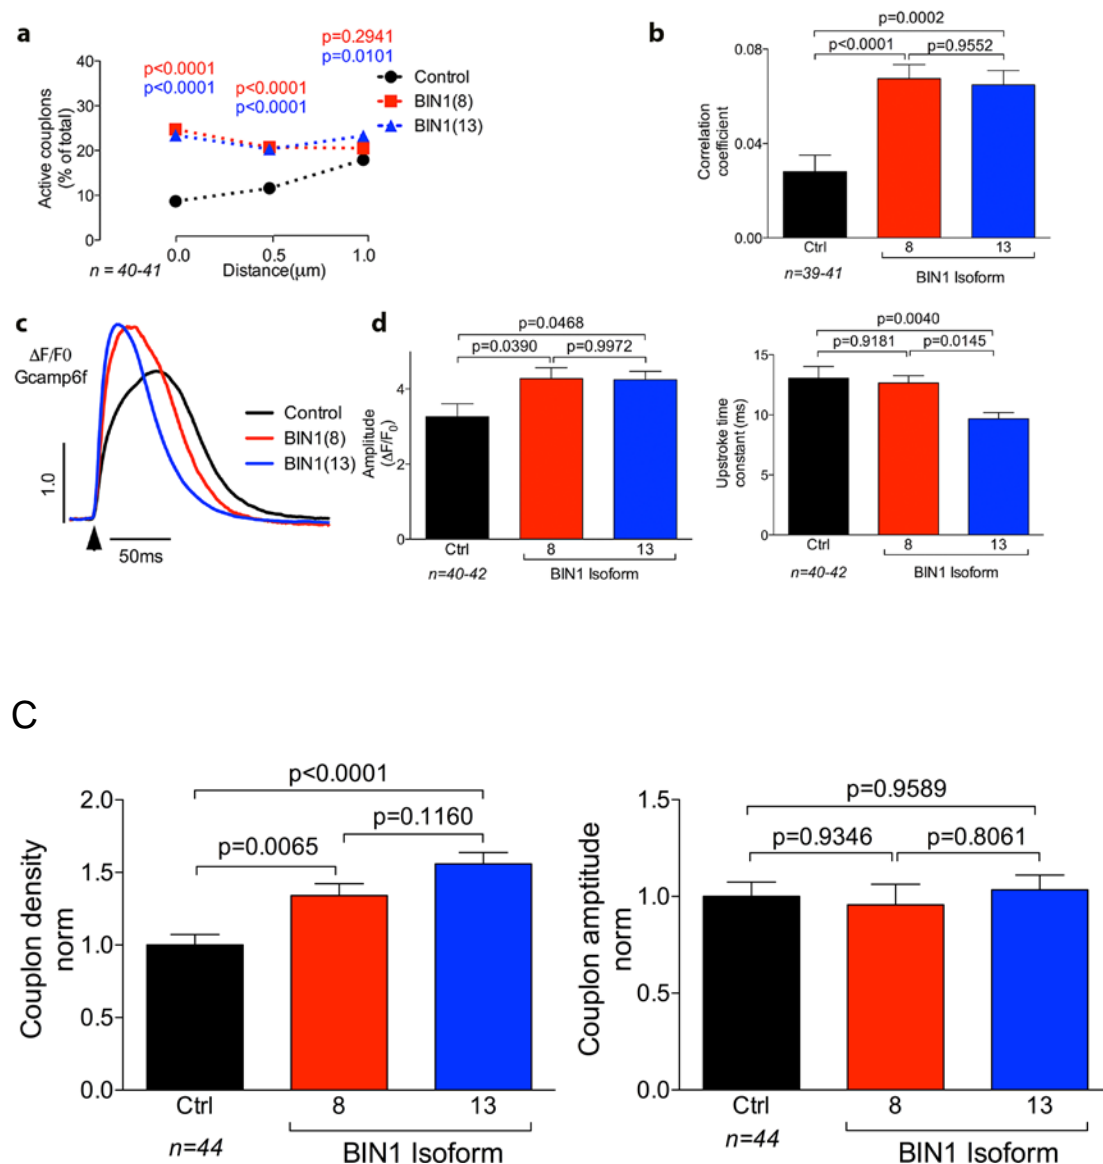 a
p<0.0001
p<0.0001
p<0.0001
p<0.0001
p=0.2941
p=0.0101
Active couplons
(% of total)
40
30
20
10
0
0.0
0.5
1.0
Distance(μm)
n = 40-41
Control
BIN1(8)
BIN1(13)
b
p=0.0002
p<0.0001
p=0.9552
Correlation
coefficient
0.08
0.04
0.00
Ctrl
8
13
n=39-41
BIN1 Isoform
c
ΔF/F0
Gcamp6f
Control
BIN1(8)
BIN1(13)
1.0
50ms
d
p=0.0468
p=0.0390
p=0.9972
Amplitude
(ΔF/F0)
4
2
0
Ctrl
8
13
n=40-42
BIN1 Isoform
p=0.0040
p=0.9181
p=0.0145
Upstroke time
constant (ms)
15
10
5
0
Ctrl
8
13
n=40-42
BIN1 Isoform
C
p<0.0001
p=0.0065
p=0.1160
Couplon density
norm
2.0
1.5
1.0
0.5
0.0
Ctrl
8
13
n=44
BIN1 Isoform
p=0.9589
p=0.9346
p=0.8061
Couplon amptitude
norm
1.5
1.0
0.5
0.0
Ctrl
8
13
n=44
BIN1 Isoform